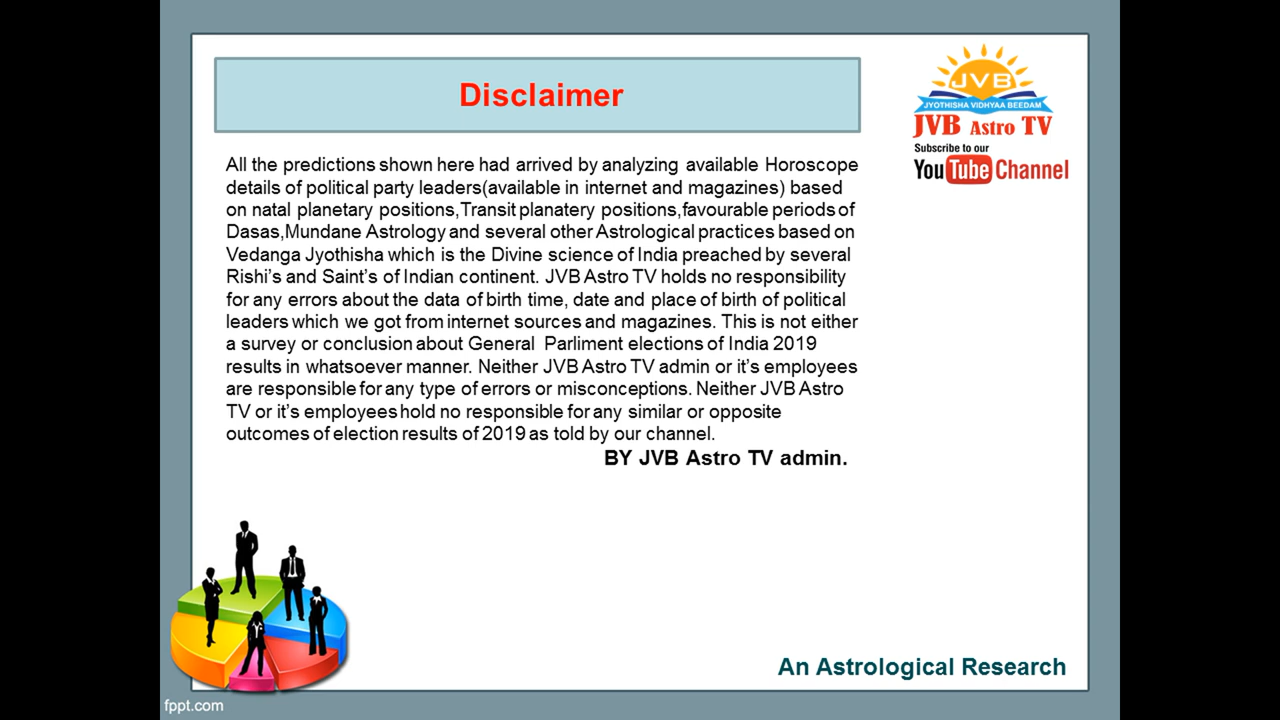 Disclaimer
JVB
JYOTHISHA VIDHYAA BEEDAM
JVB Astro TV
Subscribe to our
YouTube Channel
All the predictions shown here had arrived by analyzing available Horoscope
details of political party leaders(available in internet and magazines) based
on natal planetary positions,Transit planatery positions,favourable periods of
Dasas,Mundane Astrology and several other Astrological practices based on
Vedanga Jyothisha which is the Divine science of India preached by several
Rishi's and Saint's of Indian continent. JVB Astro TV holds no responsibility
for any errors about the data of birth time, date and place of birth of political
leaders which we got from internet sources and magazines. This is not either
a survey or conclusion about General Parliment elections of India 2019
results in whatsoever manner. Neither JVB Astro TV admin or it's employees
are responsible for any type of errors or misconceptions. Neither JVB Astro
TV or it's employees hold no responsible for any similar or opposite
outcomes of election results of 2019 as told by our channel.
BY JVB Astro TV admin.
An Astrological Research
fppt.com